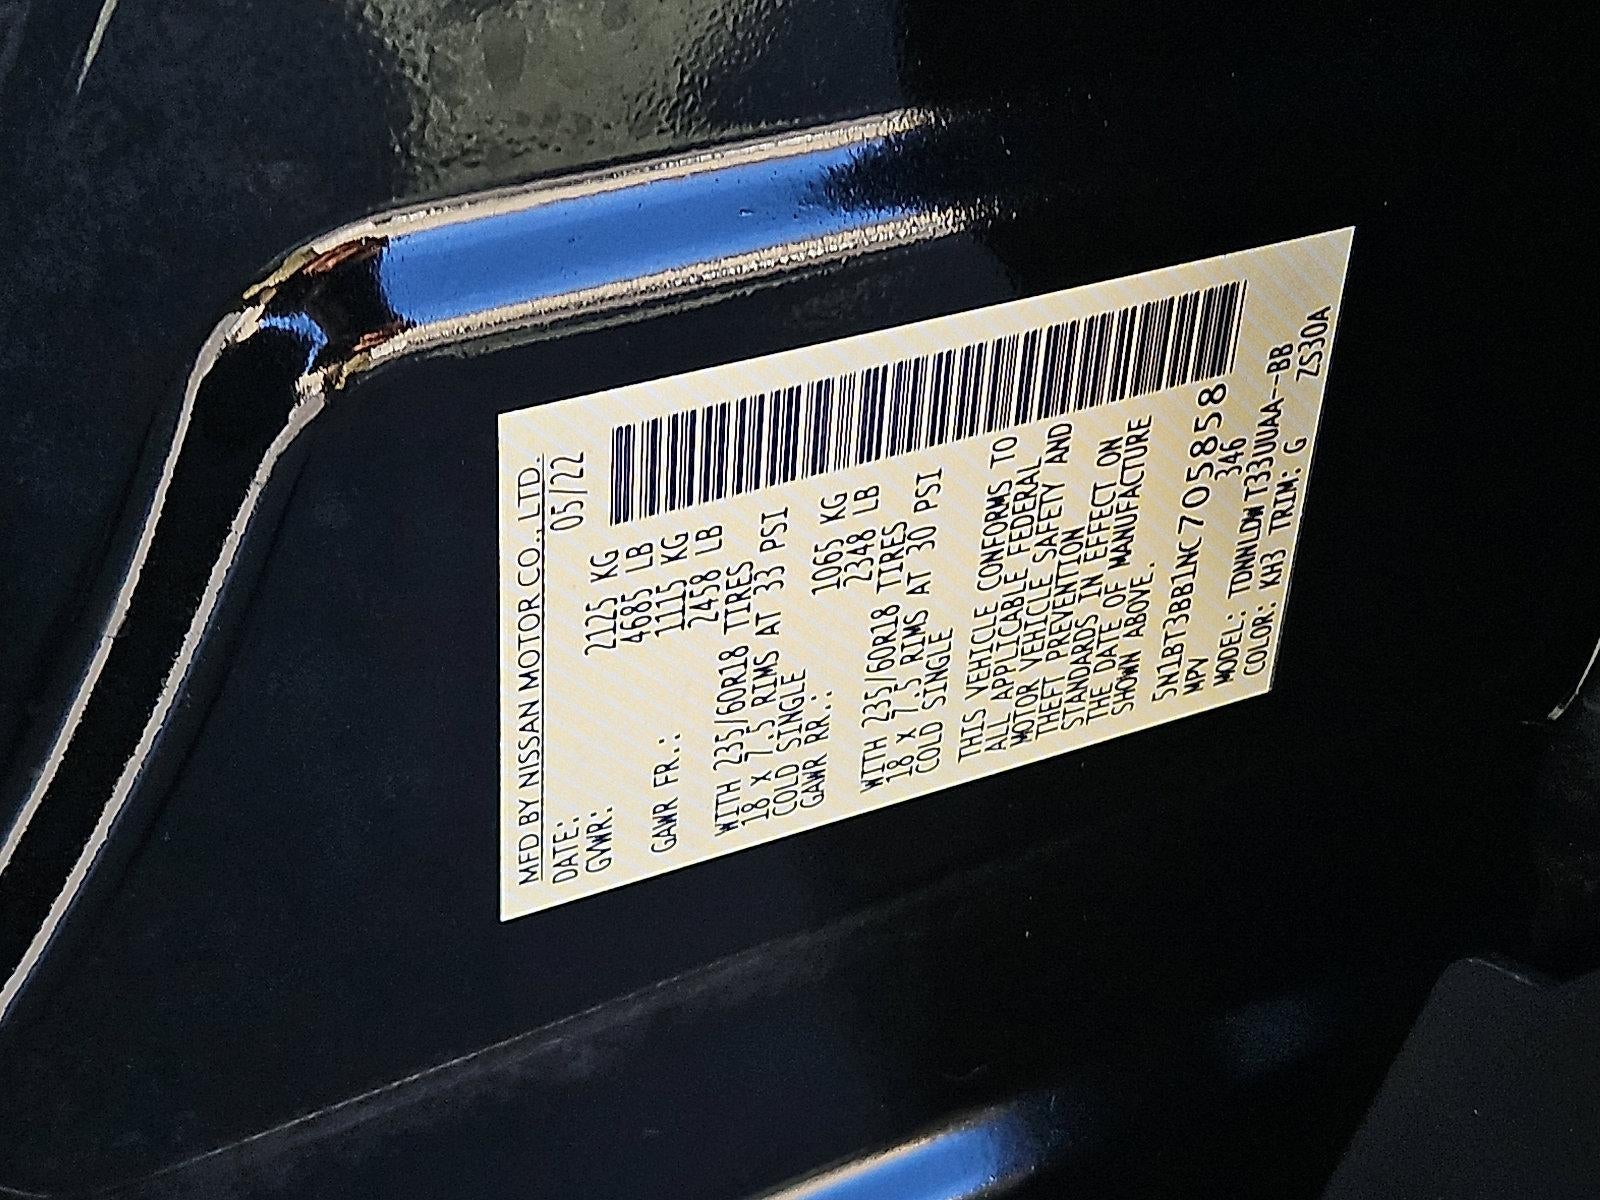 MFD BY NISSAN MOTOR CO., LTD.
DATE: 05/22
GVWR: 2125 KG
4685 LB
GAWR FR.: 1115 KG
2458 LB
WITH 235/60R18 TIRES
18 X 7.5 RIMS AT 33 PSI
COLD SINGLE
GAWR RR.: 1065 KG
2348 LB
WITH 235/60R18 TIRES
18 X 7.5 RIMS AT 30 PSI
COLD SINGLE
THIS VEHICLE CONFORMS TO
ALL APPLICABLE FEDERAL
MOTOR VEHICLE SAFETY AND
THEFT PREVENTION
STANDARDS IN EFFECT ON
THE DATE OF MANUFACTURE
SHOWN ABOVE.
5N1BT3BB1NC705858
MPV 346
MODEL: TDNNLDWT33UUAA--BB
COLOR: KH3 TRIM: G ZS30A